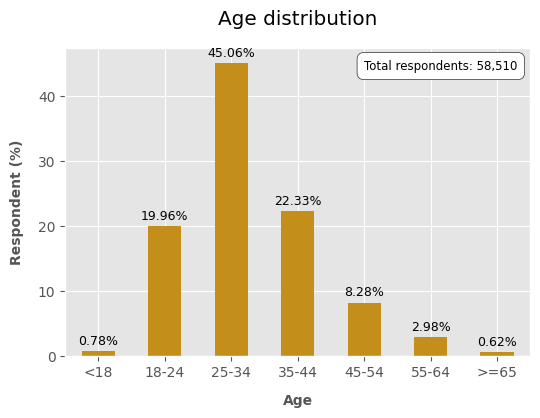 Age distribution
Total respondents: 58,510
45.06%
22.33%
19.96%
8.28%
2.98%
0.78%
0.62%
Respondent (%)
40
30
20
10
0
<18 18-24 25-34 35-44 45-54 55-64 >=65
Age